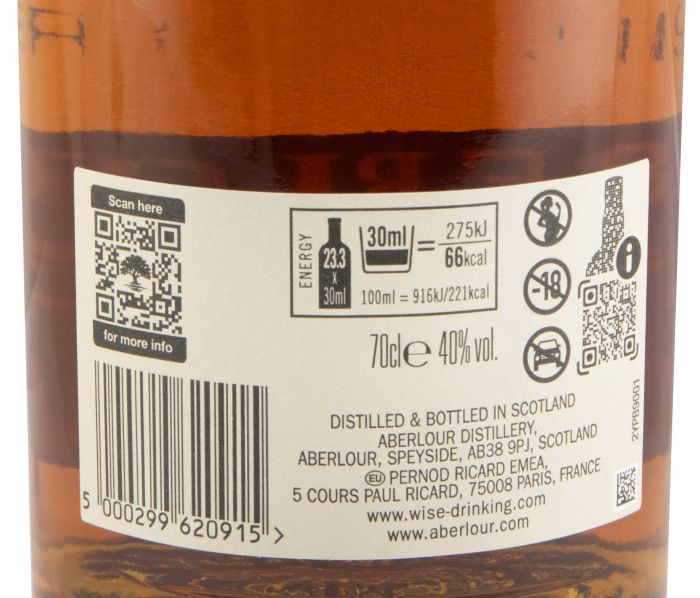 Scan here
for more info
ENERGY
23.3
x
30ml
30ml = 275kJ
66kcal
100ml = 916kJ/221kcal
70cl e 40% vol.
-18
i
2YPB9001
DISTILLED & BOTTLED IN SCOTLAND
ABERLOUR DISTILLERY,
ABERLOUR, SPEYSIDE, AB38 9PJ, SCOTLAND
EU PERNOD RICARD EMEA,
5 COURS PAUL RICARD, 75008 PARIS, FRANCE
www.wise-drinking.com
www.aberlour.com
5 000299 620915 >